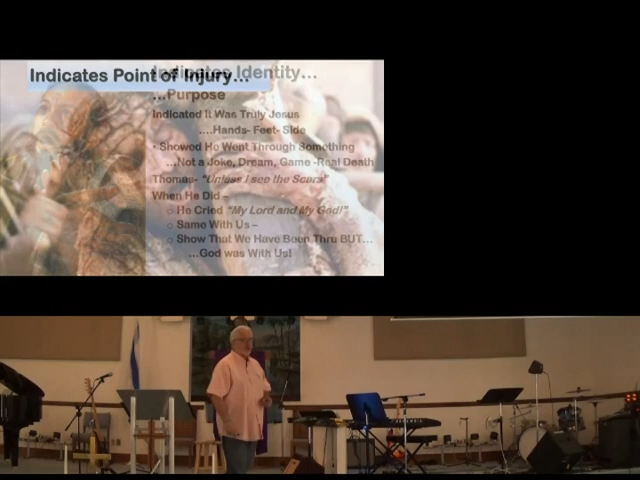 Indicates Point of Injury…
Indicates Identity…
…Purpose
Indicated It Was Truly Jesus
….Hands- Feet- Side
• Showed He Went Through Something
…Not a Joke, Dream, Game -Real Death
Thomas- "Unless I see the Scars!"
When He Did –
o He Cried "My Lord and My God!"
o Same With Us –
o Show That We Have Been Thru BUT…
…God was With Us!